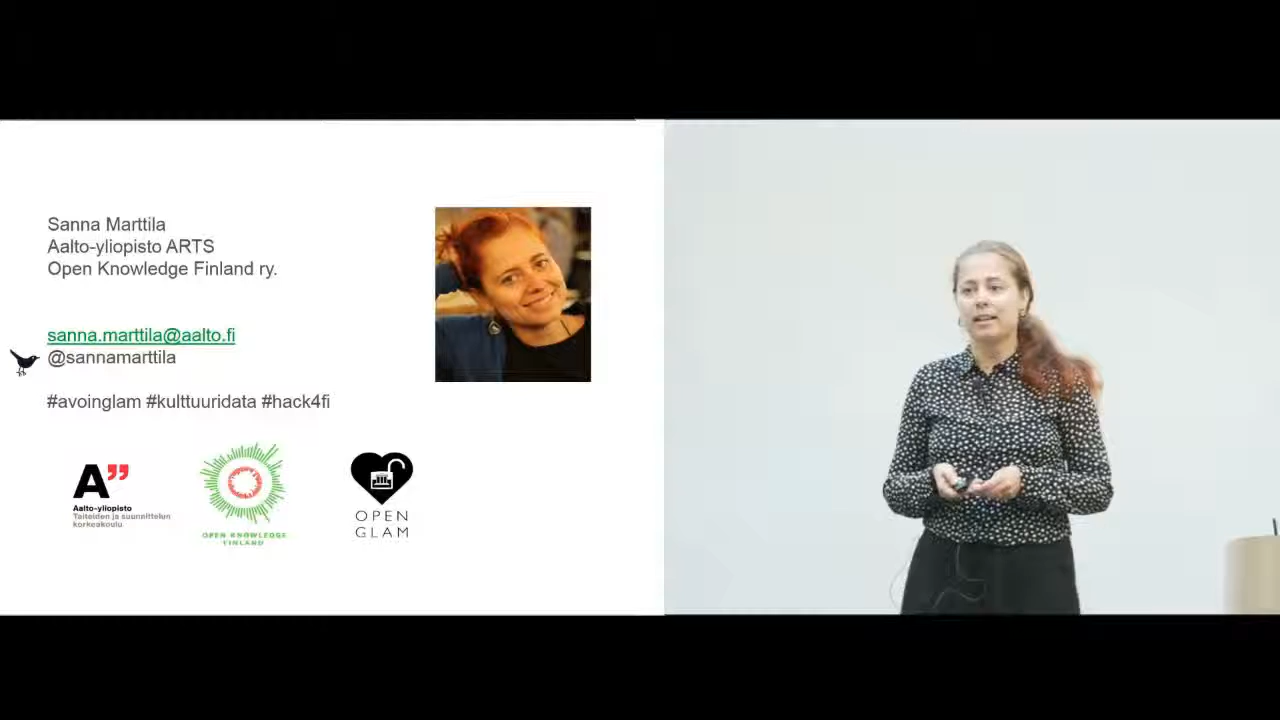 Sanna Marttila
Aalto-yliopisto ARTS
Open Knowledge Finland ry.
sanna.marttila@aalto.fi
@sannamarttila
#avoinglam #kulttuuridata #hack4fi
A”
Aalto-yliopisto
Taiteiden ja suunnittelun
korkeakoulu
OPEN KNOWLEDGE
FINLAND
OPEN
GLAM